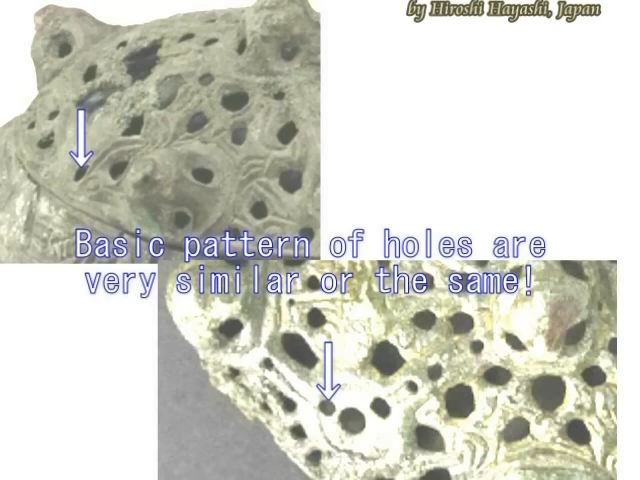 by Hiroshi Hayashi, Japan
Basic pattern of holes are
very similar or the same!